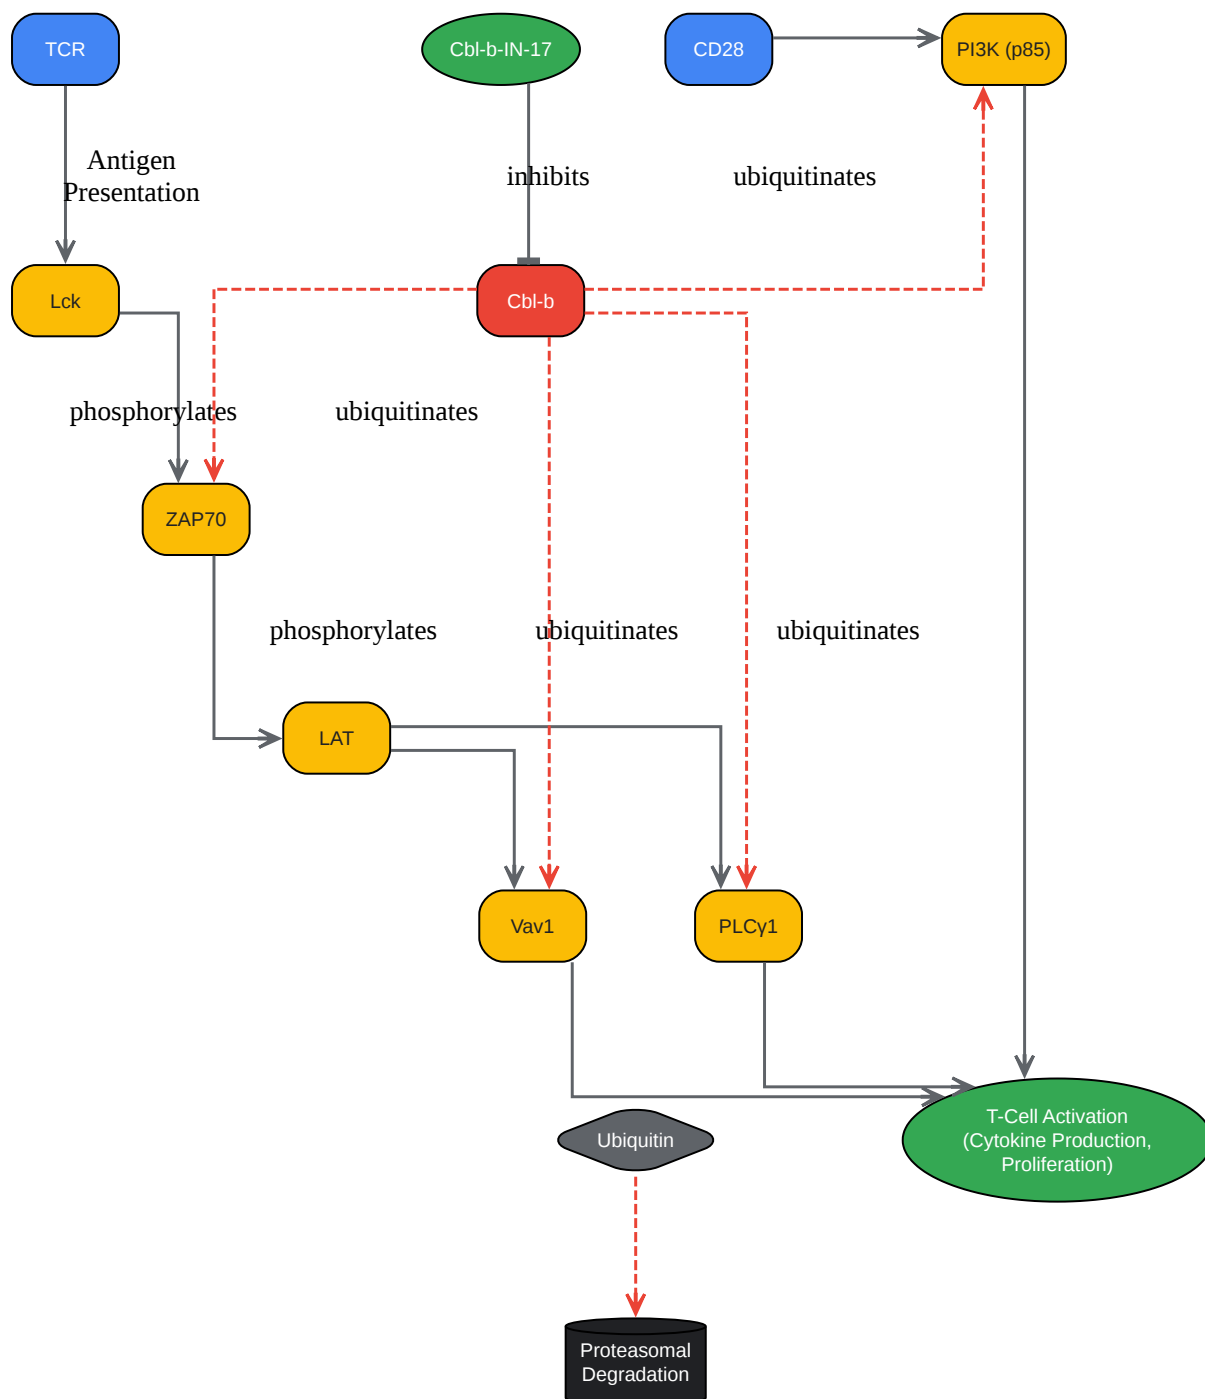 TCR
Cbl-b-IN-17
CD28
PI3K (p85)
Antigen
Presentation
inhibits
ubiquitinates
Lck
Cbl-b
phosphorylates
ubiquitinates
ZAP70
phosphorylates
ubiquitinates
ubiquitinates
LAT
Vav1
PLCγ1
T-Cell Activation
(Cytokine Production,
Proliferation)
Ubiquitin
Proteasomal
Degradation